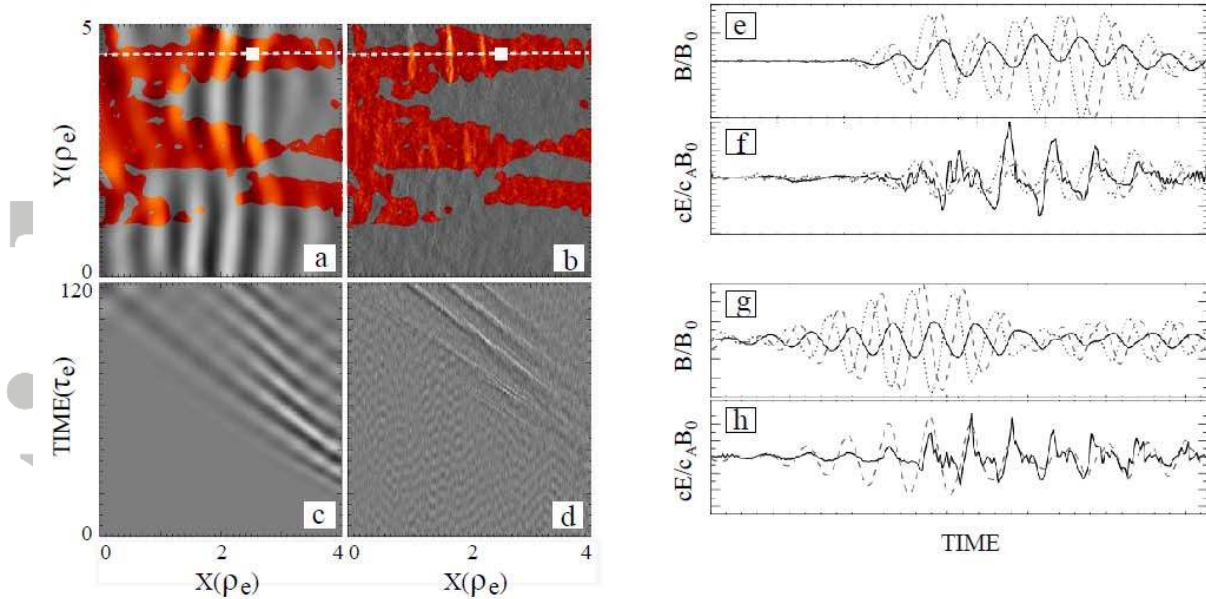 5
Y(ρe)
0
a
b
120
TIME(τe)
0
c
d
0 2 4
0 2 4
X(ρe)
X(ρe)
e
B/B0
f
cE/cAB0
g
B/B0
h
cE/cAB0
TIME